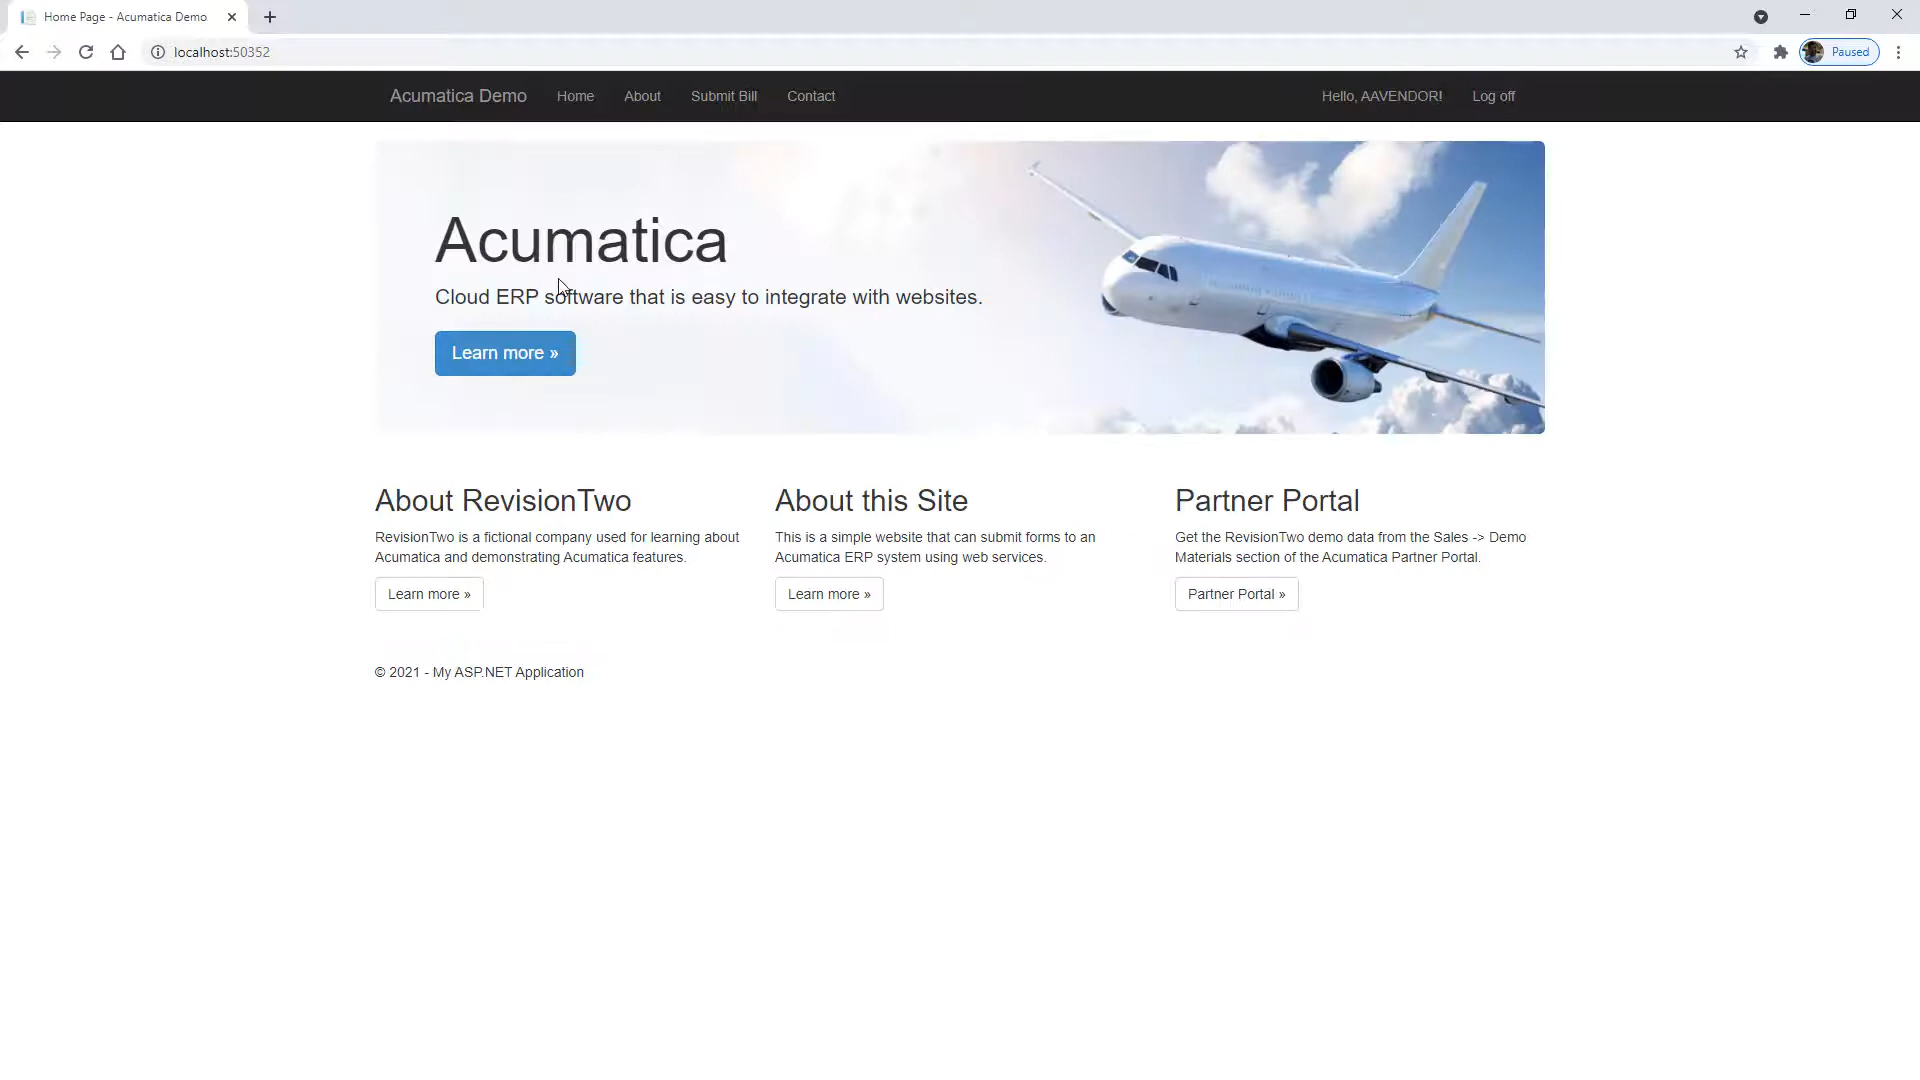 Home Page - Acumatica Demo
localhost:50352
Paused
Acumatica Demo Home About Submit Bill Contact Hello, AAVENDOR! Log off
Acumatica
Cloud ERP software that is easy to integrate with websites.
Learn more »
About RevisionTwo
RevisionTwo is a fictional company used for learning about
Acumatica and demonstrating Acumatica features.
Learn more »
About this Site
This is a simple website that can submit forms to an
Acumatica ERP system using web services.
Learn more »
Partner Portal
Get the RevisionTwo demo data from the Sales -> Demo
Materials section of the Acumatica Partner Portal.
Partner Portal »
© 2021 - My ASP.NET Application